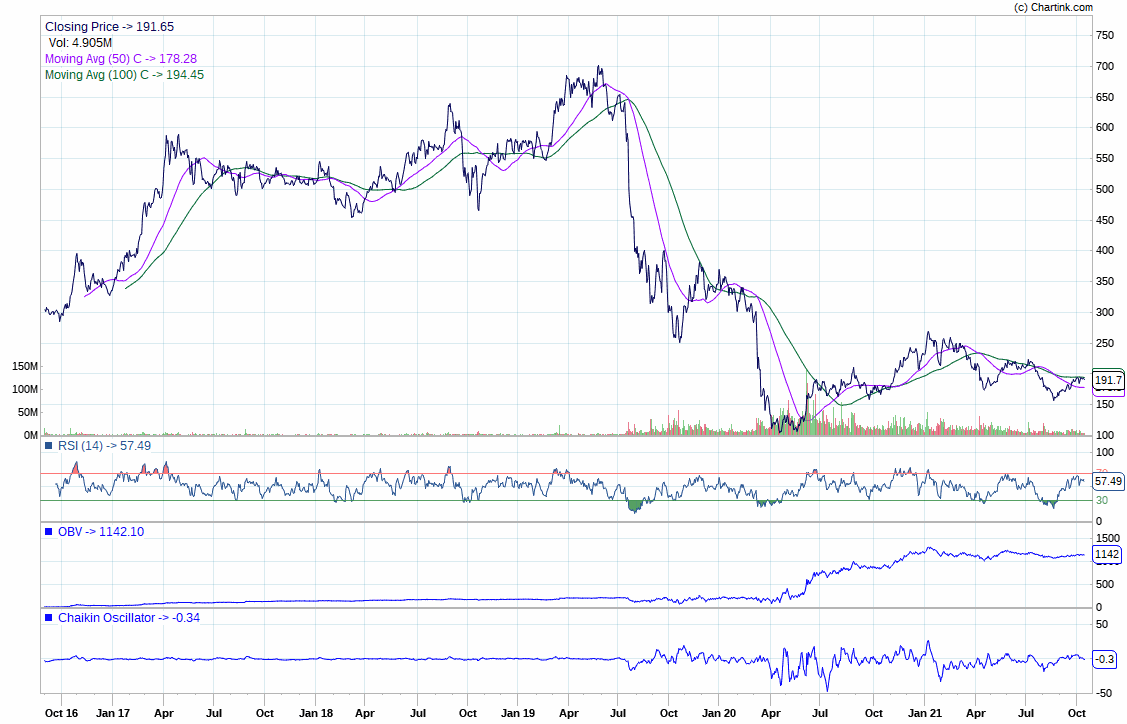 (c) Chartink.com
Closing Price -> 191.65
Vol: 4.905M
Moving Avg (50) C -> 178.28
Moving Avg (100) C -> 194.45
750
700
650
600
550
500
450
400
350
300
250
191.7
150
100
150M
100M
50M
0M
RSI (14) -> 57.49
100
70
57.49
30
0
OBV -> 1142.10
1500
1142
500
0
Chaikin Oscillator -> -0.34
50
-0.3
-50
Oct 16 Jan 17 Apr Jul Oct Jan 18 Apr Jul Oct Jan 19 Apr Jul Oct Jan 20 Apr Jul Oct Jan 21 Apr Jul Oct